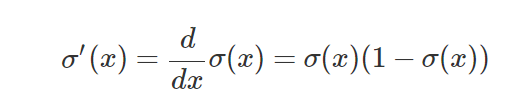 σ′(x) = d/dx σ(x) = σ(x)(1 − σ(x))